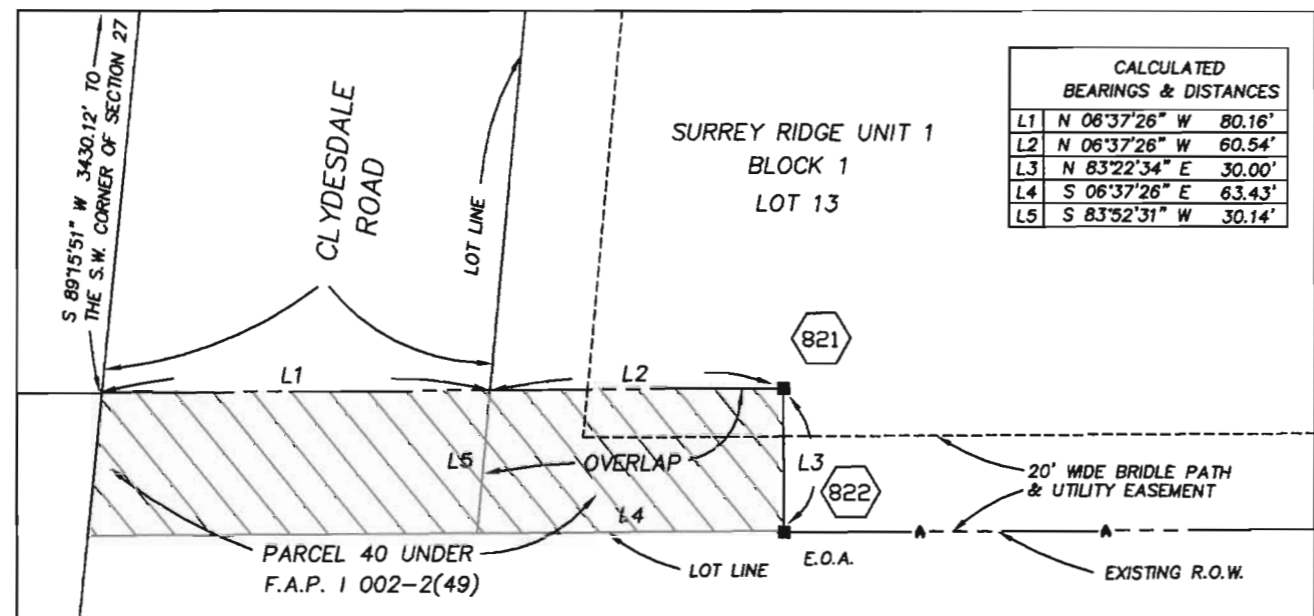 S 89°15'51" W 3430.12' TO
THE S.W. CORNER OF SECTION 27
CLYDESDALE
ROAD
LOT LINE
SURREY RIDGE UNIT 1
BLOCK 1
LOT 13
CALCULATED
BEARINGS & DISTANCES
L1 N 06°37'26" W 80.16'
L2 N 06°37'26" W 60.54'
L3 N 83°22'34" E 30.00'
L4 S 06°37'26" E 63.43'
L5 S 83°52'31" W 30.14'
821
L1
L2
L5
OVERLAP
L3
822
20' WIDE BRIDLE PATH
& UTILITY EASEMENT
L4
PARCEL 40 UNDER
F.A.P. I 002-2(49)
LOT LINE
E.O.A.
A
A
EXISTING R.O.W.